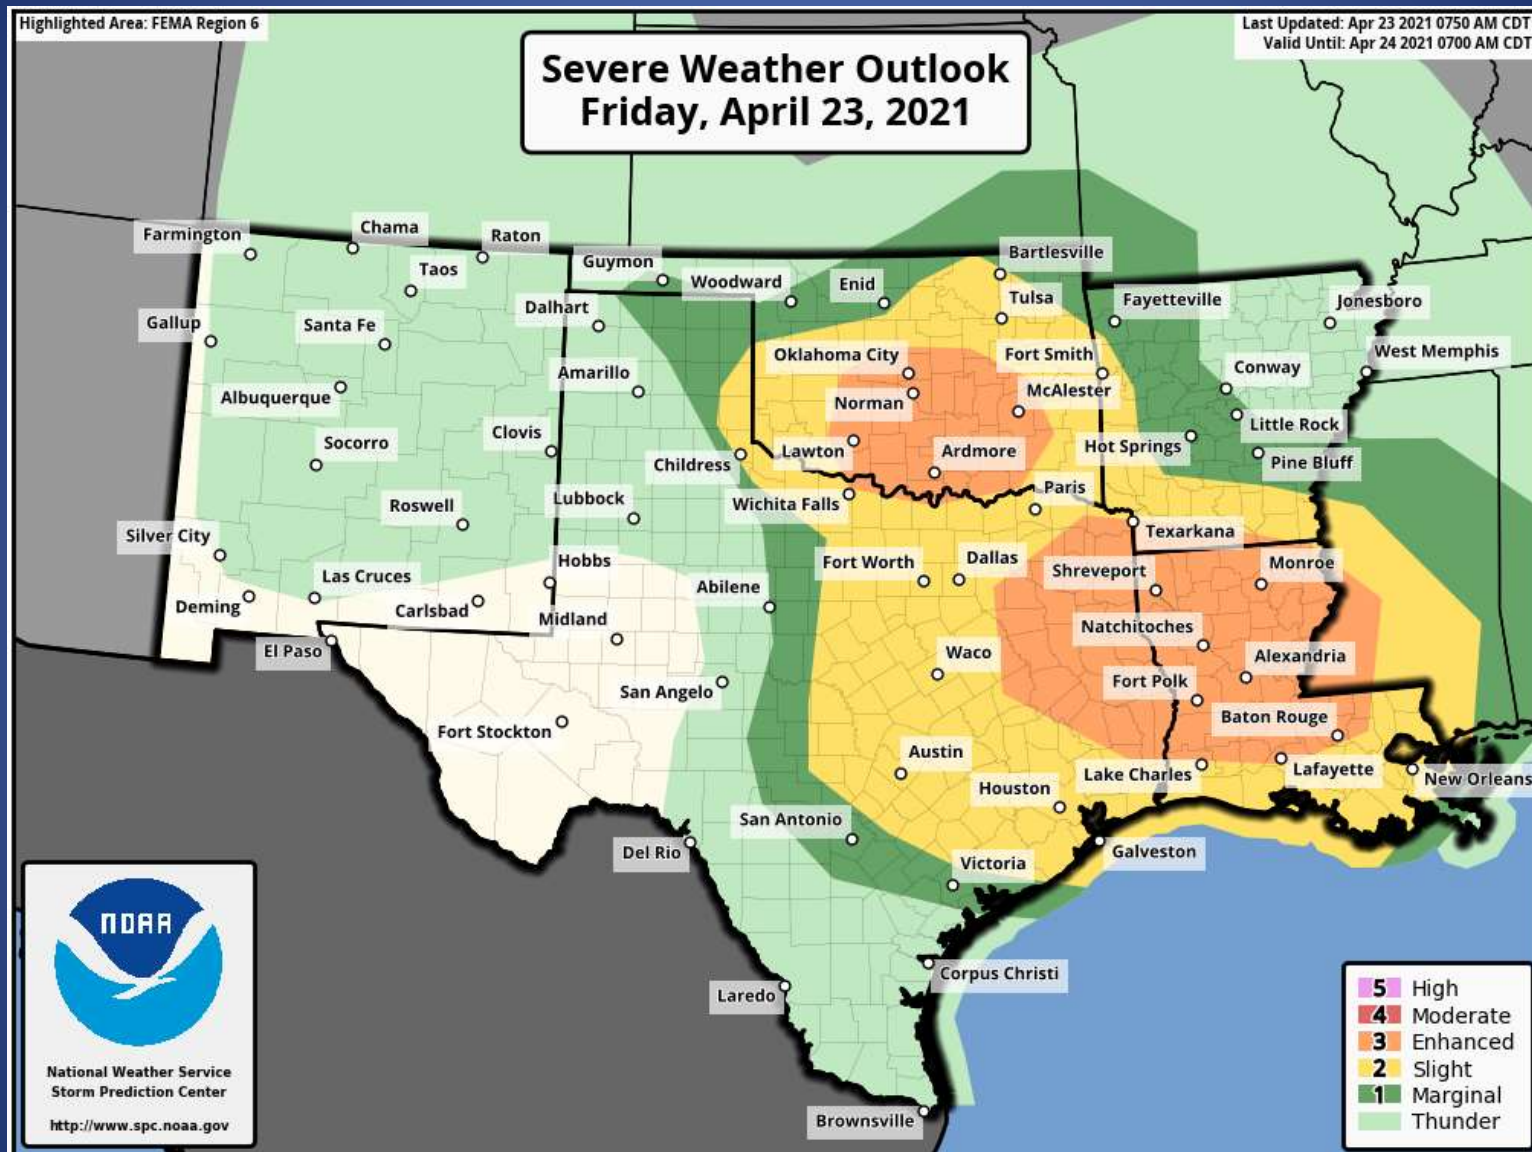 Highlighted Area: FEMA Region 6
Last Updated: Apr 23 2021 0750 AM CDT
Valid Until: Apr 24 2021 0700 AM CDT
Severe Weather Outlook
Friday, April 23, 2021
Farmington
Chama
Raton
Taos
Guymon
Woodward
Enid
Bartlesville
Tulsa
Fayetteville
Jonesboro
Gallup
Santa Fe
Dalhart
Oklahoma City
Fort Smith
Conway
West Memphis
Albuquerque
Amarillo
Norman
McAlester
Little Rock
Socorro
Clovis
Childress
Lawton
Ardmore
Hot Springs
Pine Bluff
Roswell
Lubbock
Wichita Falls
Paris
Texarkana
Silver City
Las Cruces
Hobbs
Fort Worth
Dallas
Shreveport
Monroe
Deming
Carlsbad
Midland
Abilene
Natchitoches
Alexandria
El Paso
San Angelo
Waco
Fort Polk
Baton Rouge
Fort Stockton
Austin
Houston
Lake Charles
Lafayette
New Orleans
San Antonio
Del Rio
Victoria
Galveston
Laredo
Corpus Christi
Brownsville
NOAA
National Weather Service
Storm Prediction Center
http://www.spc.noaa.gov
5 High
4 Moderate
3 Enhanced
2 Slight
1 Marginal
Thunder